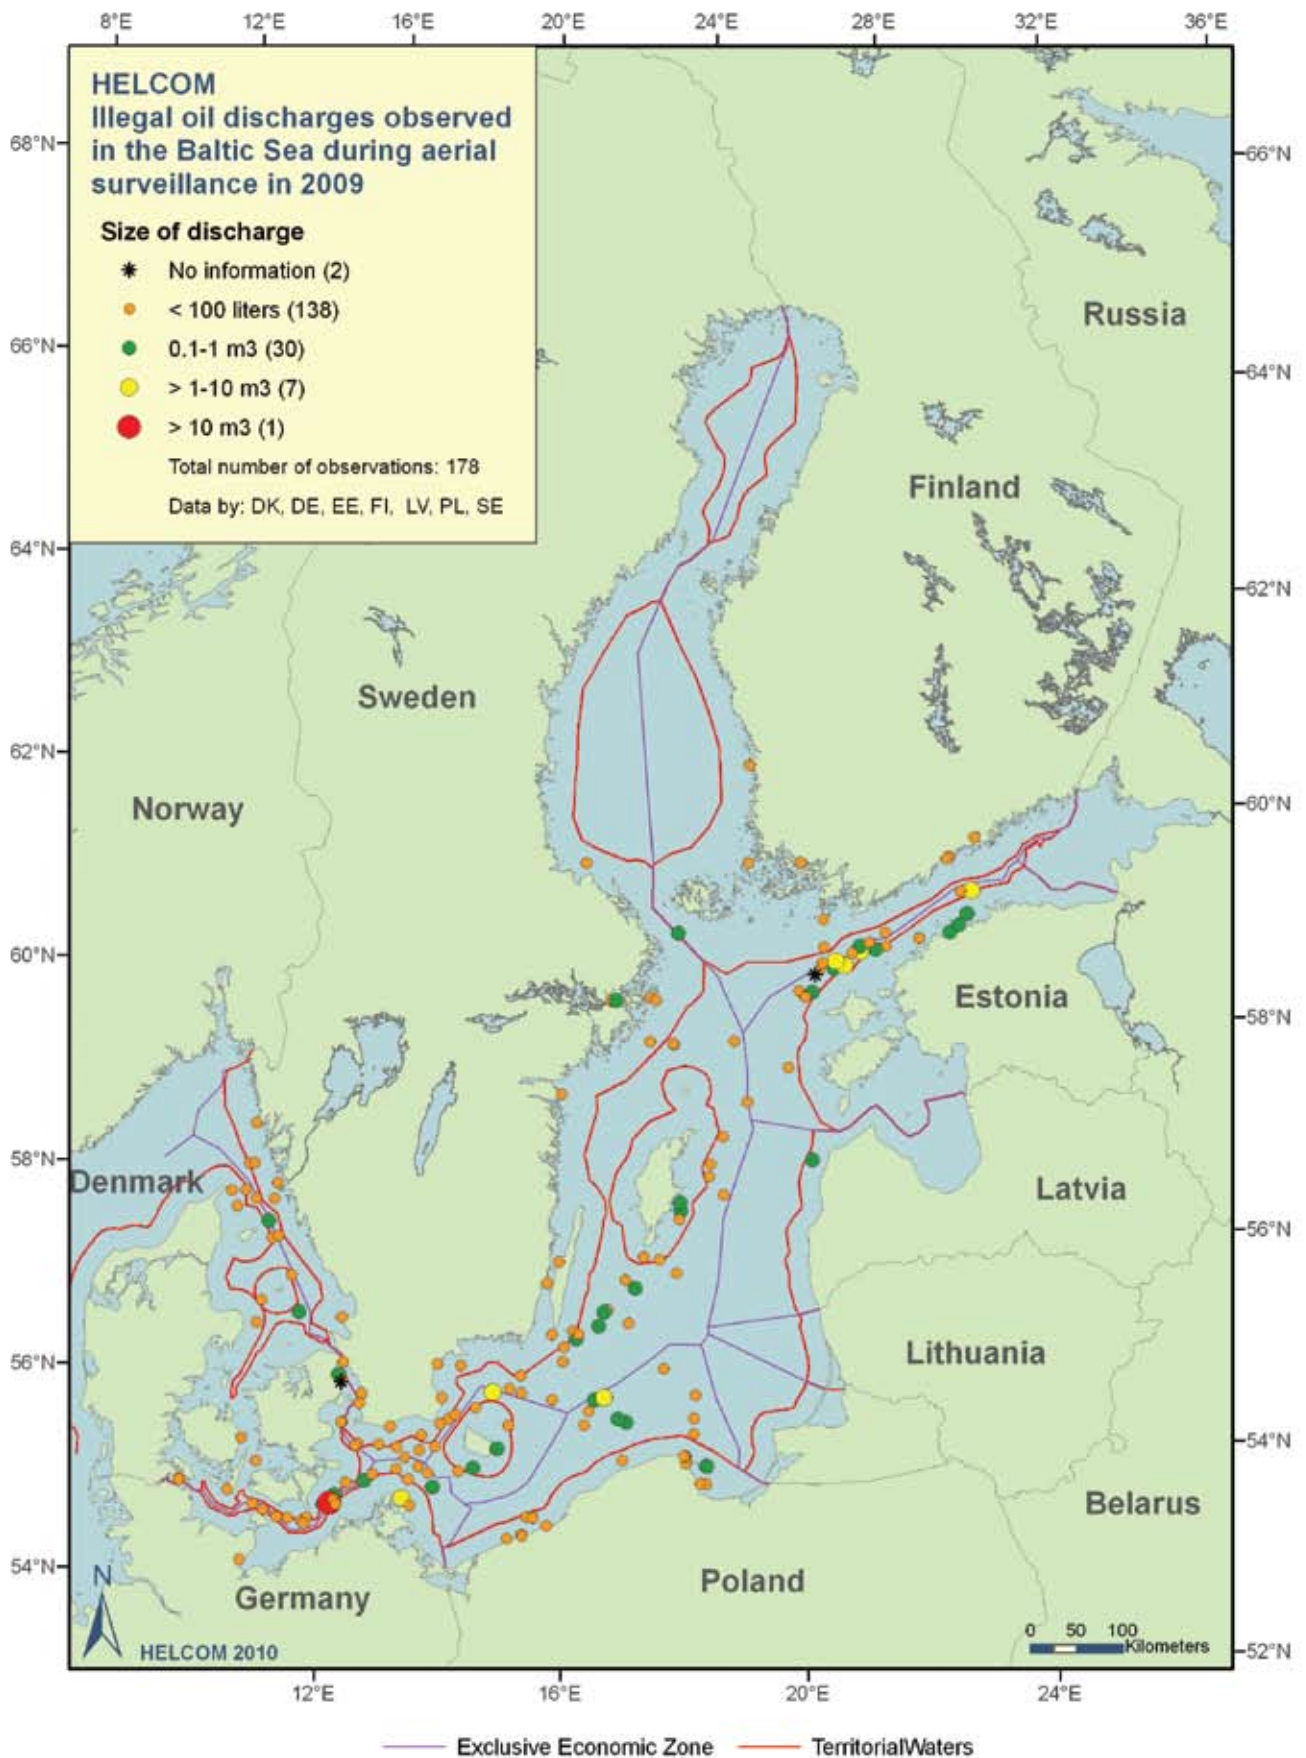 8°E 12°E 16°E 20°E 24°E 28°E 32°E 36°E
HELCOM
Illegal oil discharges observed
in the Baltic Sea during aerial
surveillance in 2009
Size of discharge
No information (2)
< 100 liters (138)
0.1-1 m3 (30)
> 1-10 m3 (7)
> 10 m3 (1)
Total number of observations: 178
Data by: DK, DE, EE, FI, LV, PL, SE
68°N
66°N
66°N
64°N
64°N
62°N
62°N
60°N
60°N
58°N
58°N
56°N
56°N
54°N
54°N
52°N
Russia
Finland
Sweden
Norway
Estonia
Denmark
Latvia
Lithuania
Belarus
Poland
Germany
N
HELCOM 2010
0 50 100
Kilometers
12°E 16°E 20°E 24°E
Exclusive Economic Zone TerritorialWaters